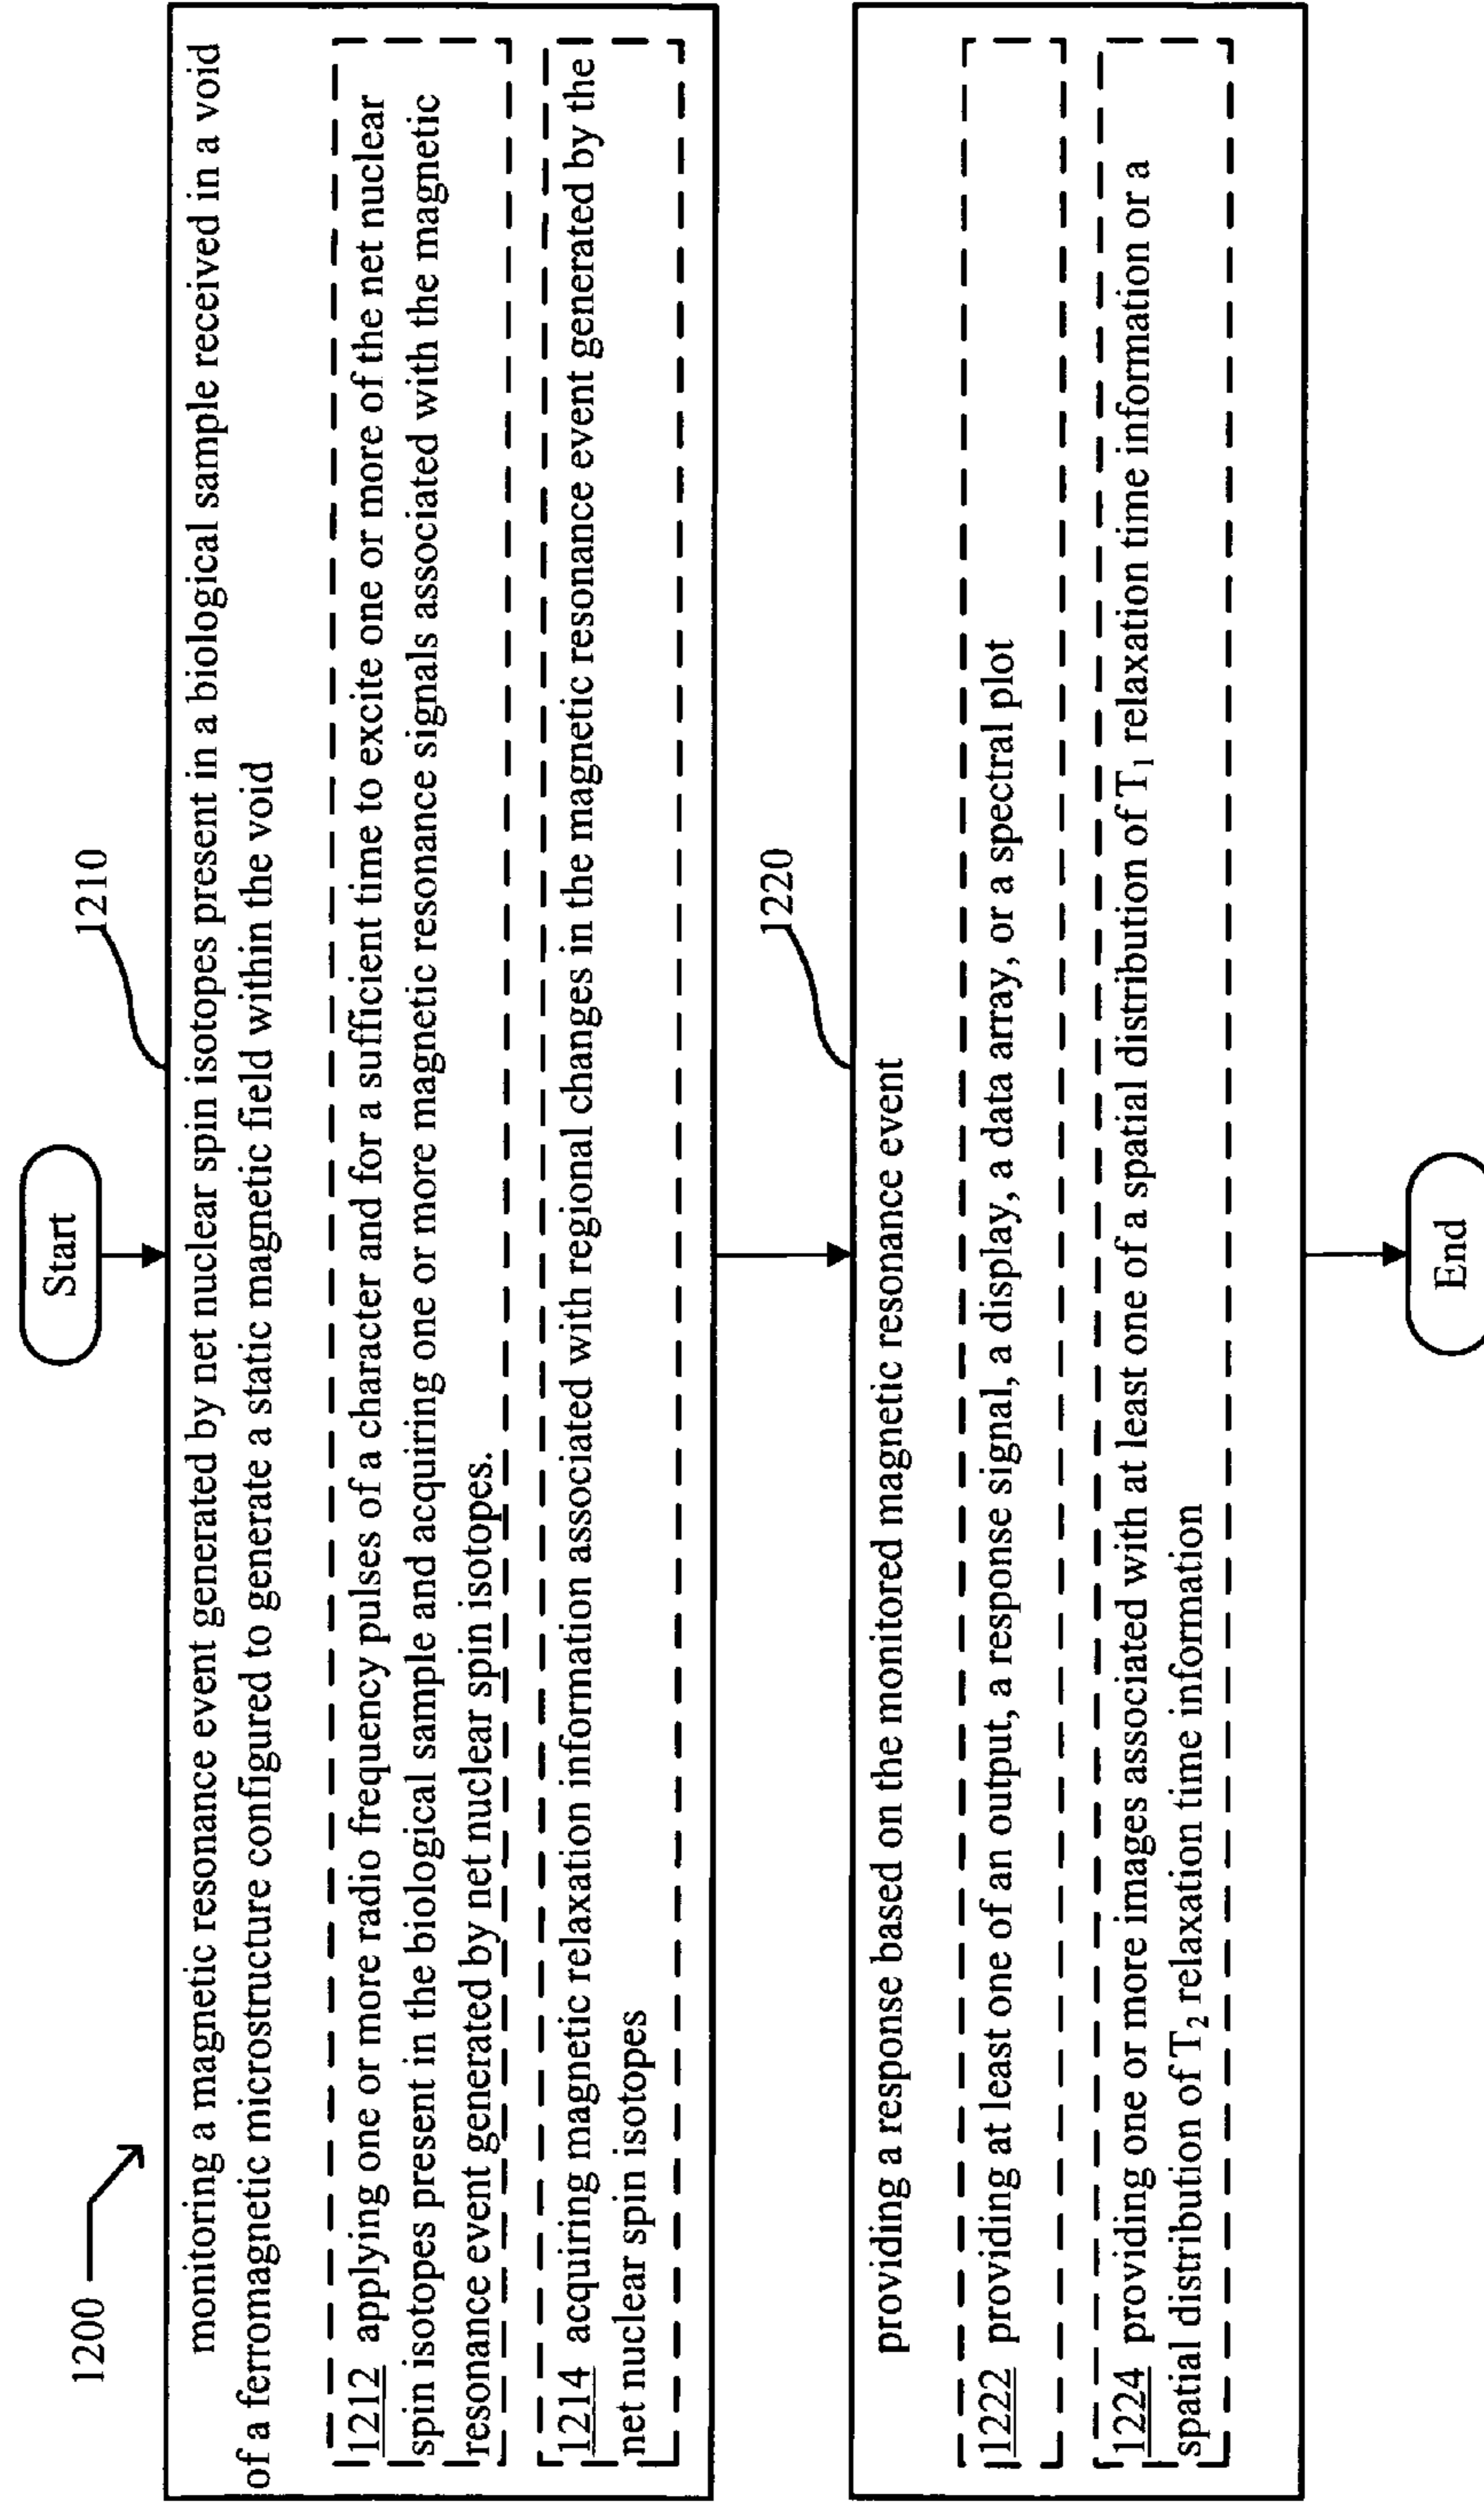 1200
Start
1210
monitoring a magnetic resonance event generated by net nuclear spin isotopes present in a biological sample received in a void
of a ferromagnetic microstructure configured to generate a static magnetic field within the void
1212 applying one or more radio frequency pulses of a character and for a sufficient time to excite one or more of the net nuclear
spin isotopes present in the biological sample and acquiring one or more magnetic resonance signals associated with the magnetic
resonance event generated by net nuclear spin isotopes.
1214 acquiring magnetic relaxation information associated with regional changes in the magnetic resonance event generated by the
net nuclear spin isotopes
1220
providing a response based on the monitored magnetic resonance event
1222 providing at least one of an output, a response signal, a display, a data array, or a spectral plot
1224 providing one or more images associated with at least one of a spatial distribution of T₁ relaxation time information or a
spatial distribution of T₂ relaxation time information
End